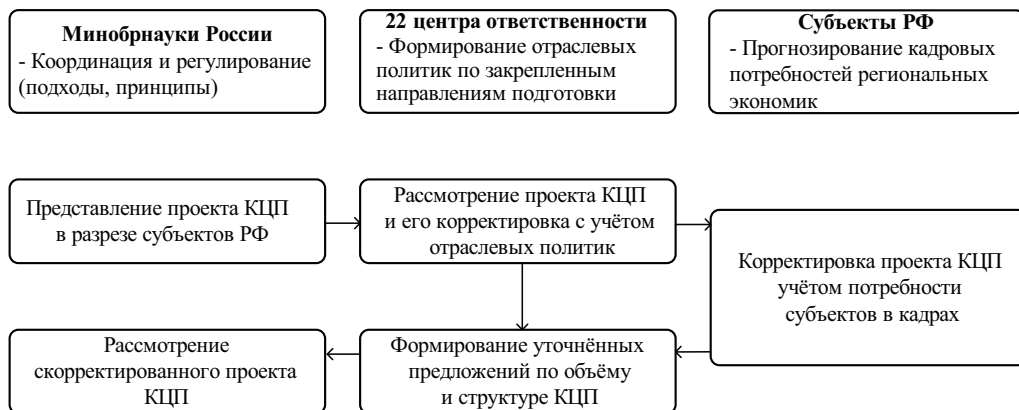 Минобрнауки России
- Координация и регулирование
(подходы, принципы)
22 центра ответственности
- Формирование отраслевых
политик по закрепленным
направлениям подготовки
Субъекты РФ
- Прогнозирование кадровых
потребностей региональных
экономик
Представление проекта КЦП
в разрезе субъектов РФ
Рассмотрение проекта КЦП
и его корректировка с учётом
отраслевых политик
Корректировка проекта КЦП
учётом потребности
субъектов в кадрах
Рассмотрение
скорректированного проекта
КЦП
Формирование уточнённых
предложений по объёму
и структуре КЦП